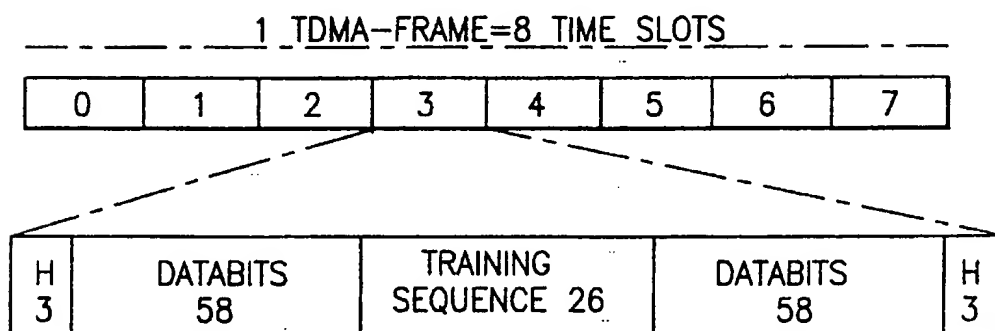 1 TDMA-FRAME=8 TIME SLOTS
0 1 2 3 4 5 6 7
H DATABITS TRAINING DATABITS H
3 58 SEQUENCE 26 58 3